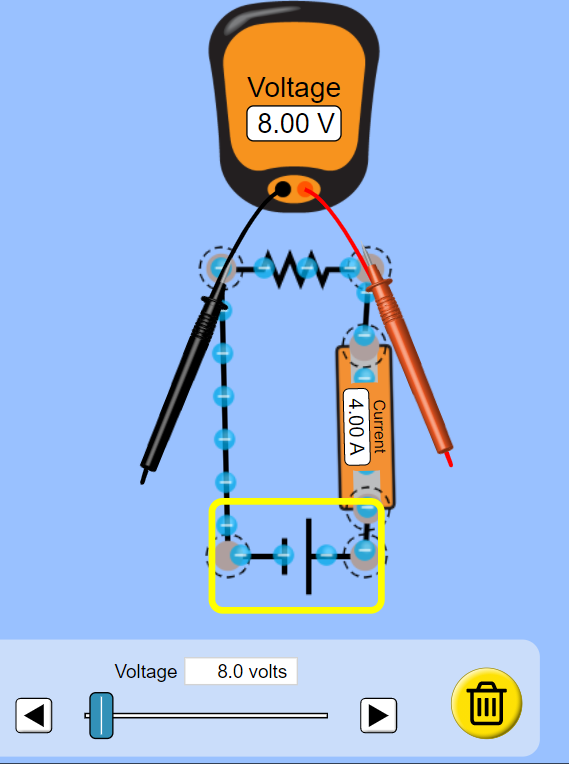 Voltage
8.00 V
Current
4.00 A
Voltage 8.0 volts